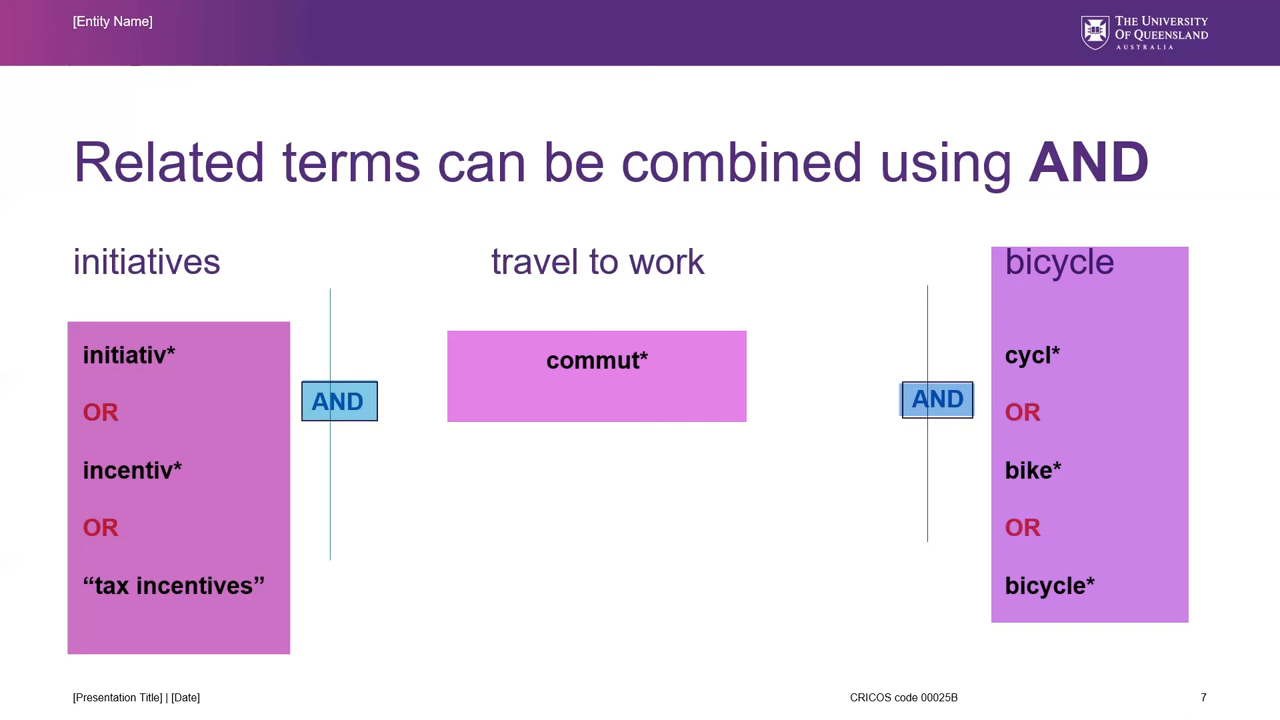 [Entity Name]
THE UNIVERSITY
OF QUEENSLAND
AUSTRALIA
Related terms can be combined using AND
initiatives
initiativ*
OR
incentiv*
OR
“tax incentives”
AND
travel to work
commut*
AND
bicycle
cycl*
OR
bike*
OR
bicycle*
[Presentation Title] | [Date]
CRICOS code 00025B
7